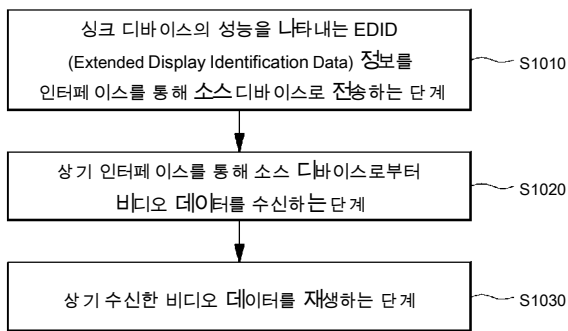 싱크 디바이스의 성능을 나타내는 EDID
(Extended Display Identification Data) 정보를
인터페이스를 통해 소스 디바이스로 전송하는 단계
S1010
상기 인터페이스를 통해 소스 디바이스로부터
비디오 데이터를 수신하는 단계
S1020
상기 수신한 비디오 데이터를 재생하는 단계
S1030